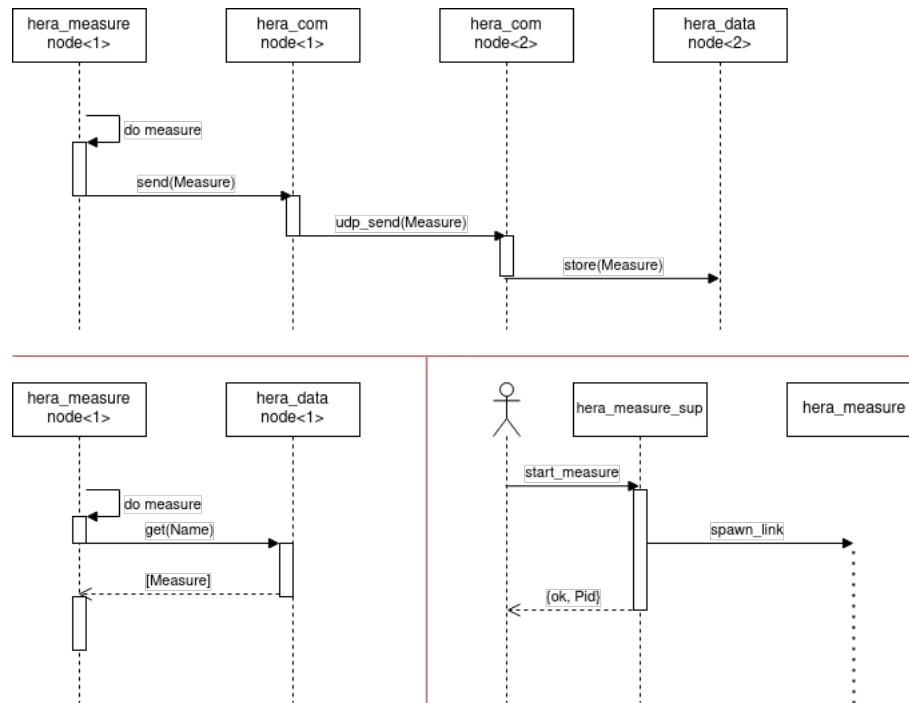 hera_measure
node<1>
hera_com
node<1>
hera_com
node<2>
hera_data
node<2>
do measure
send(Measure)
udp_send(Measure)
store(Measure)
hera_measure
node<1>
hera_data
node<1>
do measure
get(Name)
[Measure]
hera_measure_sup
hera_measure
start_measure
spawn_link
{ok, Pid}